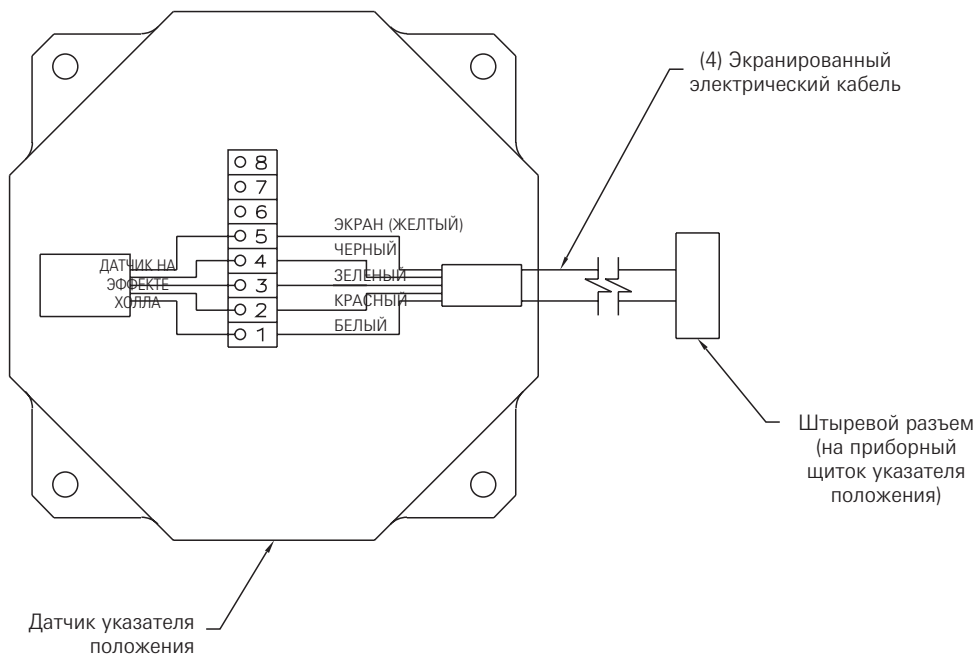 (4) Экранированный
электрический кабель
8
7
6
5
4
3
2
1
ЭКРАН (ЖЕЛТЫЙ)
ЧЕРНЫЙ
ЗЕЛЕНЫЙ
КРАСНЫЙ
БЕЛЫЙ
ДАТЧИК НА
ЭФФЕКТЕ
ХОЛЛА
Штыревой разъем
(на приборный
щиток указателя
положения)
Датчик указателя
положения